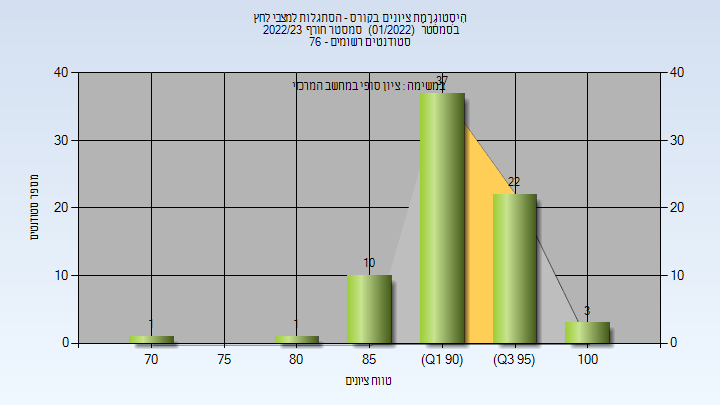 היסטוגרמת ציונים בקורס - הסתגלות למצבי לחץ
בסמסטר (01/2022) סמסטר חורף 2022/23
סטודנטים רשומים - 76
במשימה : ציון סופי במחשב המרכזי
40
30
20
10
0
40
30
20
10
0
מספר סטודנטים
1
1
10
37
22
3
70
75
80
85
(Q1 90)
(Q3 95)
100
טווח ציונים